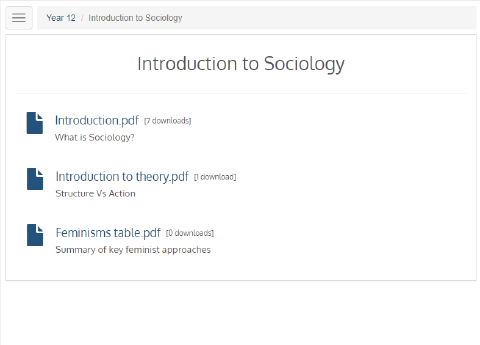 Year 12 / Introduction to Sociology
Introduction to Sociology
Introduction.pdf [7 downloads]
What is Sociology?
Introduction to theory.pdf [1 download]
Structure Vs Action
Feminisms table.pdf [0 downloads]
Summary of key feminist approaches